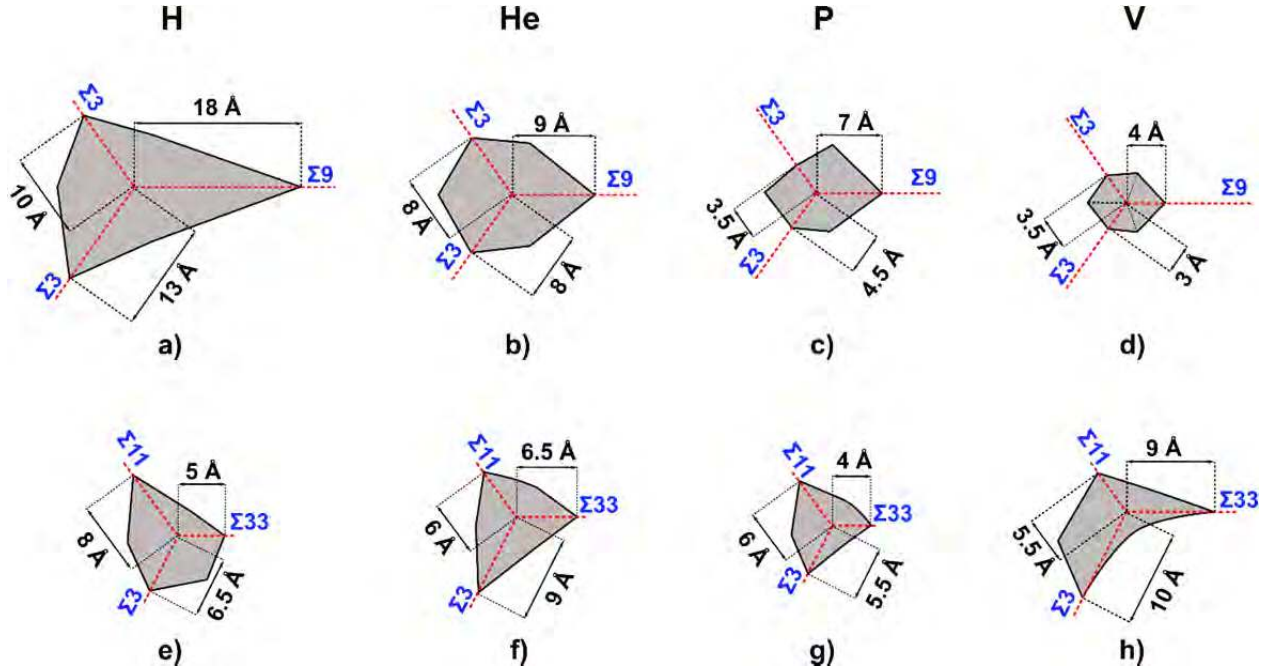 H He P V
Σ3 18 Å Σ9 10 Å Σ3 13 Å
Σ3 9 Å Σ9 8 Å Σ3 8 Å
Σ3 7 Å Σ9 3.5 Å Σ3 4.5 Å
Σ3 4 Å Σ9 3.5 Å Σ3 3 Å
a) b) c) d)
Σ11 5 Å Σ33 8 Å Σ3 6.5 Å
Σ11 6.5 Å Σ33 6 Å Σ3 9 Å
Σ11 4 Å Σ33 6 Å Σ3 5.5 Å
Σ11 9 Å Σ33 5.5 Å Σ3 10 Å
e) f) g) h)